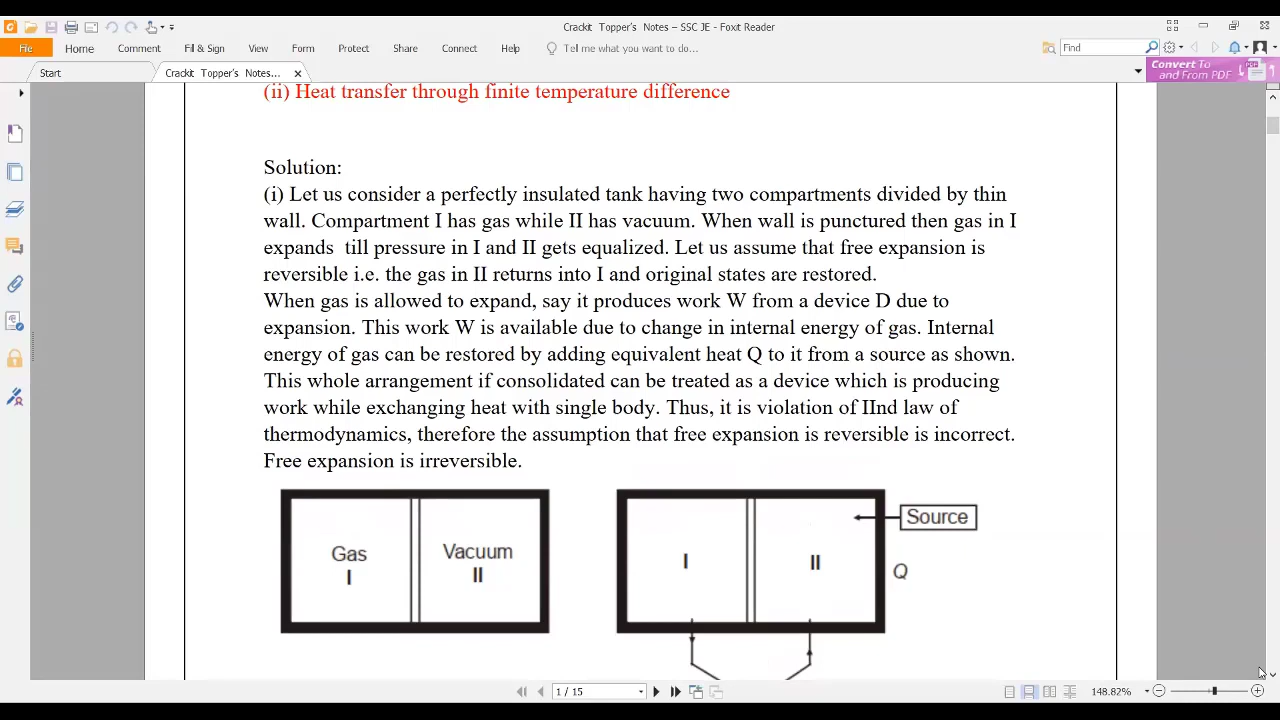 Crackit Topper's Notes – SSC JE - Foxit Reader
File Home Comment Fill & Sign View Form Protect Share Connect Help Tell me what you want to do... Find
Start Crackit Topper's Notes... Convert To and From PDF
(ii) Heat transfer through finite temperature difference
Solution:
(i) Let us consider a perfectly insulated tank having two compartments divided by thin
wall. Compartment I has gas while II has vacuum. When wall is punctured then gas in I
expands till pressure in I and II gets equalized. Let us assume that free expansion is
reversible i.e. the gas in II returns into I and original states are restored.
When gas is allowed to expand, say it produces work W from a device D due to
expansion. This work W is available due to change in internal energy of gas. Internal
energy of gas can be restored by adding equivalent heat Q to it from a source as shown.
This whole arrangement if consolidated can be treated as a device which is producing
work while exchanging heat with single body. Thus, it is violation of IInd law of
thermodynamics, therefore the assumption that free expansion is reversible is incorrect.
Free expansion is irreversible.
Gas
I
Vacuum
II
I
II
Source
Q
1 / 15 148.82%